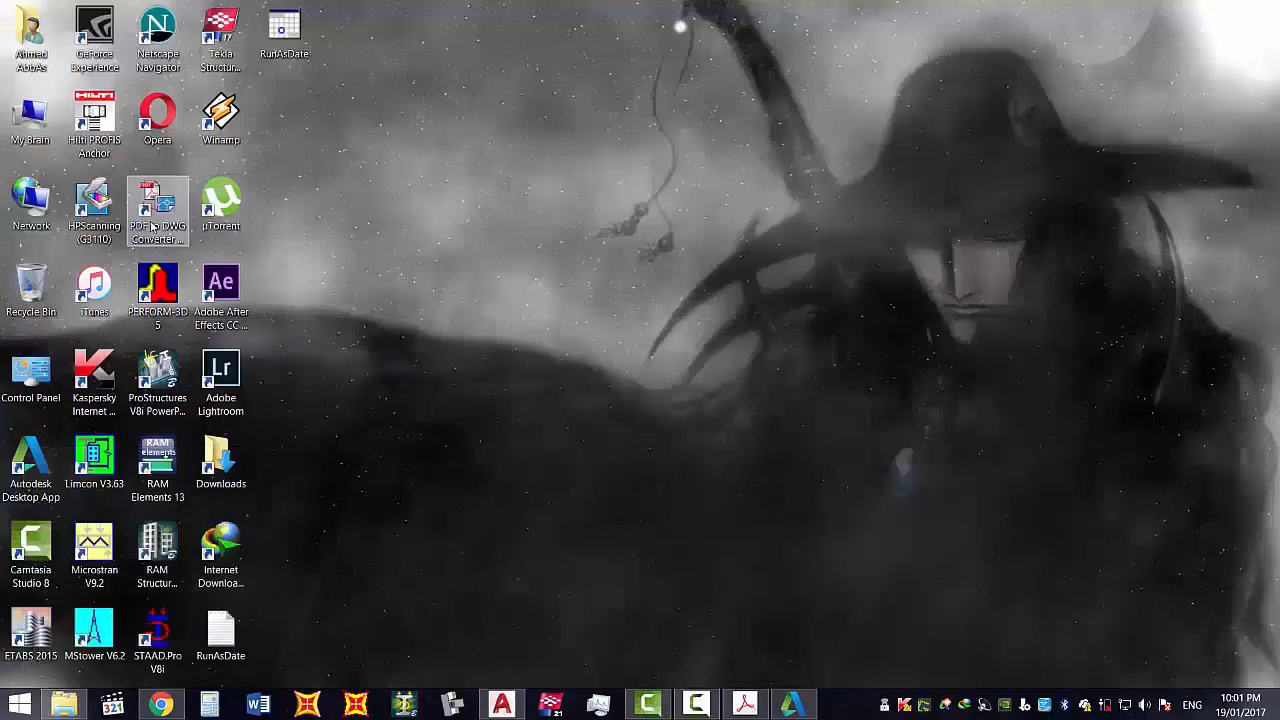 Ahmed
AbbAs
GeForce
Experience
Netscape
Navigator
Tekla
Structur...
RunAsDate
My Brain
HILTI
Hilti PROFIS
Anchor
Opera
Winamp
Network
HPScanning
(G3110)
PDF to DWG
Converter ...
µTorrent
Recycle Bin
iTunes
PERFORM-3D
5
Ae
Adobe After
Effects CC ...
Control Panel
Kaspersky
Internet ...
ProStructures
V8i PowerP...
Lr
Adobe
Lightroom
Autodesk
Desktop App
Limcon V3.63
RAM
elements
RAM
Elements 13
Downloads
Camtasia
Studio 8
Microstran
V9.2
RAM
Structur...
Internet
Downloa...
ETABS 2015
MStower V6.2
STAAD.Pro
V8i
RunAsDate
321
21
ENG
10:01 PM
19/01/2017